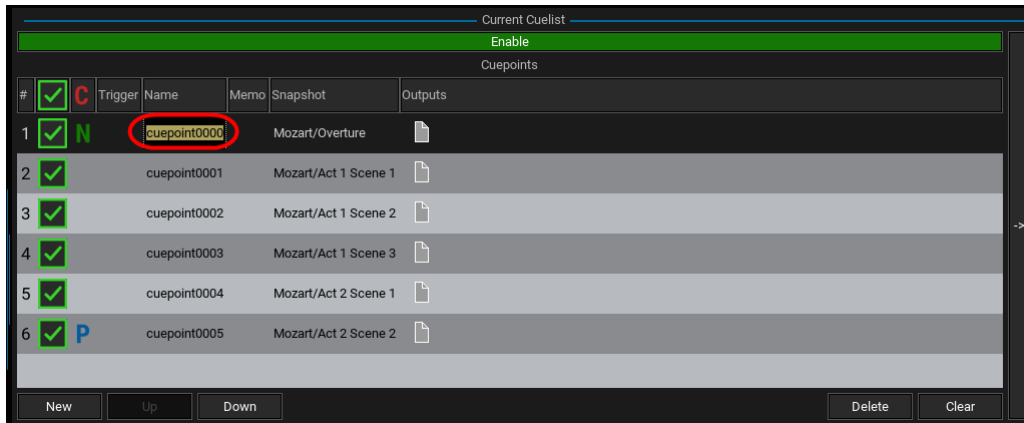 Current Cuelist
Enable
Cuepoints
# C Trigger Name Memo Snapshot Outputs
1 N cuepoint0000 Mozart/Overture
2 cuepoint0001 Mozart/Act 1 Scene 1
3 cuepoint0002 Mozart/Act 1 Scene 2
4 cuepoint0003 Mozart/Act 1 Scene 3
5 cuepoint0004 Mozart/Act 2 Scene 1
6 P cuepoint0005 Mozart/Act 2 Scene 2
->
New Up Down Delete Clear